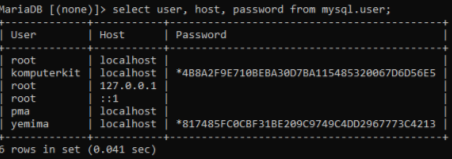 MariaDB [(none)]> select user, host, password from mysql.user;
+-------------+-----------+-------------------------------------------+
| User | Host | Password |
+-------------+-----------+-------------------------------------------+
| root | localhost | |
| komputerkit | localhost | *4B8A2F9E710BEBA30D7BA115485320067D6D56E5 |
| root | 127.0.0.1 | |
| root | ::1 | |
| pma | localhost | |
| yemima | localhost | *817485FC0CBF31BE209C9749C4DD2967773C4213 |
+-------------+-----------+-------------------------------------------+
6 rows in set (0.041 sec)